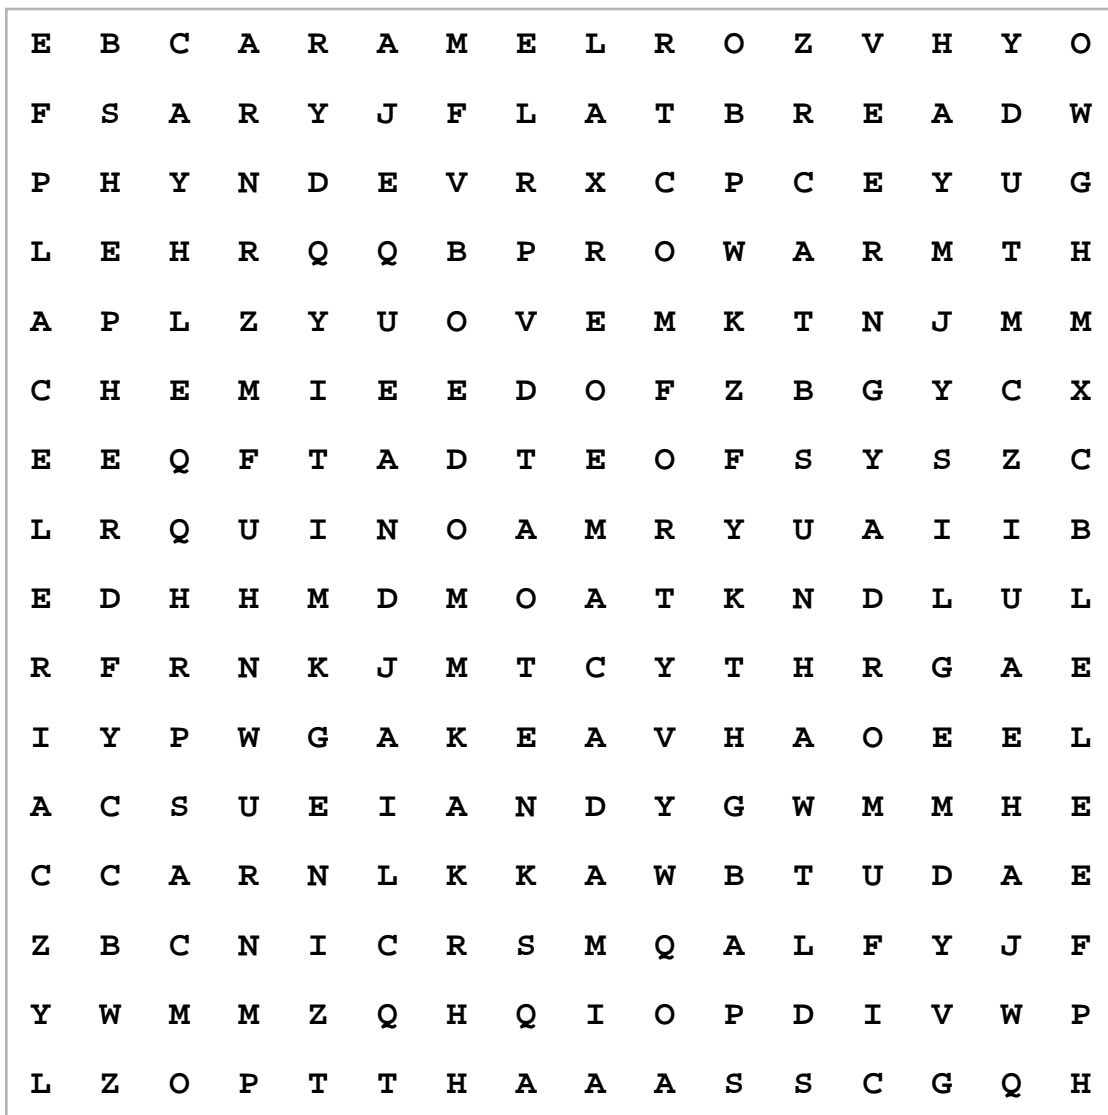 E B C A R A M E L R O Z V H Y O
F S A R Y J F L A T B R E A D W
P H Y N D E V R X C P C E Y U G
L E H R Q Q B P R O W A R M T H
A P L Z Y U O V E M K T N J M M
C H E M I E E D O F Z B G Y C X
E E Q F T A D T E O F S Y S Z C
L R Q U I N O A M R Y U A I I B
E D H H M D M O A T K N D L U L
R F R N K J M T C Y T H R G A E
I Y P W G A K E A V H A O E E L
A C S U E I A N D Y G W M M H E
C C A R N L K K A W B T U D A E
Z B C N I C R S M Q A L F Y J F
Y W M M Z Q H Q I O P D I V W P
L Z O P T T H A A A S S C G Q H